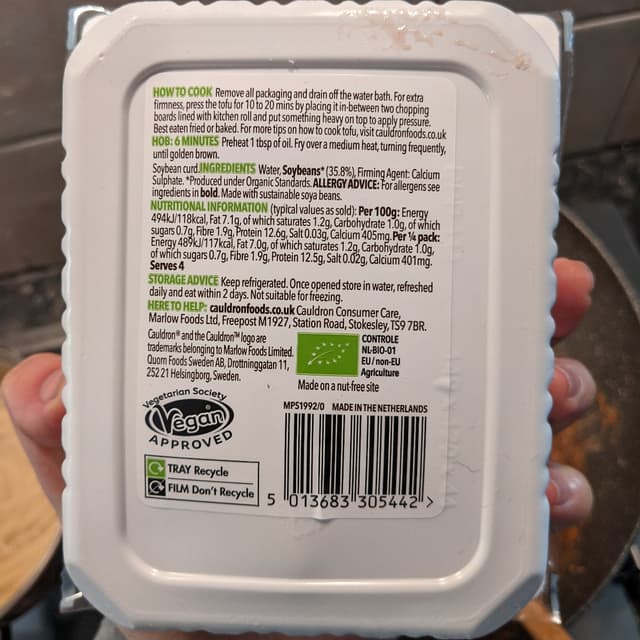 HOW TO COOK Remove all packaging and drain off the water bath. For extra
firmness, press the tofu for 10 to 20 mins by placing it in-between two chopping
boards lined with kitchen roll and put something heavy on top to apply pressure.
Best eaten fried or baked. For more tips on how to cook tofu, visit cauldronfoods.co.uk
HOB: 6 MINUTES Preheat 1 tbsp of oil. Fry over a medium heat, turning frequently,
until golden brown.
Soybean curd. INGREDIENTS Water, Soybeans* (35.8%), Firming Agent: Calcium
Sulphate. *Produced under Organic Standards. ALLERGY ADVICE: For allergens see
ingredients in bold. Made with sustainable soya beans.
NUTRITIONAL INFORMATION (typical values as sold): Per 100g: Energy
494kJ/118kcal, Fat 7.1g, of which saturates 1.2g, Carbohydrate 1.0g, of which
sugars 0.7g, Fibre 1.9g, Protein 12.6g, Salt 0.03g, Calcium 405mg. Per ¼ pack:
Energy 489kJ/117kcal, Fat 7.0g, of which saturates 1.2g, Carbohydrate 1.0g,
of which sugars 0.7g, Fibre 1.9g, Protein 12.5g, Salt 0.02g, Calcium 401mg.
Serves 4
STORAGE ADVICE Keep refrigerated. Once opened store in water, refreshed
daily and eat within 2 days. Not suitable for freezing.
HERE TO HELP: cauldronfoods.co.uk Cauldron Consumer Care,
Marlow Foods Ltd, Freepost M1927, Station Road, Stokesley, TS9 7BR.
Cauldron® and the Cauldron™ logo are
trademarks belonging to Marlow Foods Limited.
Quorn Foods Sweden AB, Drottninggatan 11,
252 21 Helsingborg, Sweden.
CONTROLE
NL-BIO-01
EU / non-EU
Agriculture
Made on a nut-free site
Vegetarian Society
Vegan
APPROVED
MPS1992/0 MADE IN THE NETHERLANDS
TRAY Recycle
FILM Don't Recycle
5 013683 305442 >